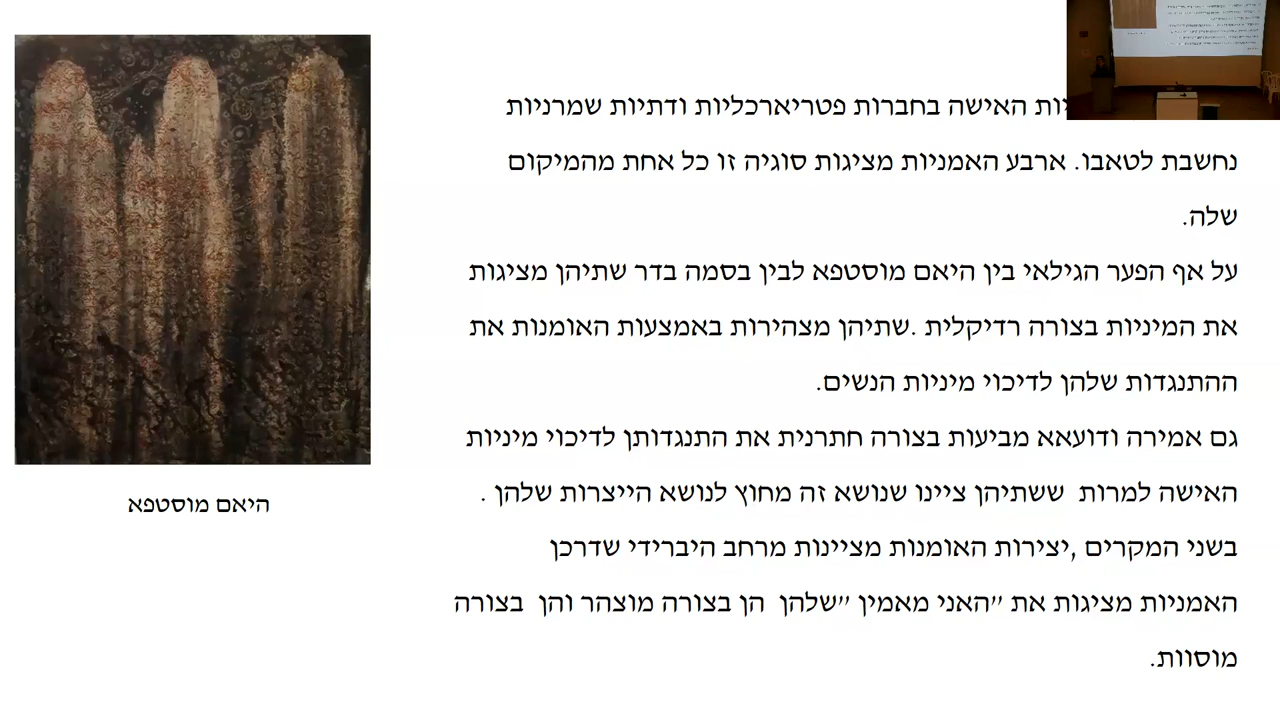 יות האישה בחברות פטריארכליות ודתיות שמרניות
נחשבת לטאבו. ארבע האמניות מציגות סוגיה זו כל אחת מהמיקום
שלה.
על אף הפער הגילאי בין היאם מוסטפא לבין בסמה בדר שתיהן מציגות
את המיניות בצורה רדיקלית .שתיהן מצהירות באמצעות האומנות את
ההתנגדות שלהן לדיכוי מיניות הנשים.
גם אמירה ודועאא מביעות בצורה חתרנית את התנגדותן לדיכוי מיניות
האישה למרות ששתיהן ציינו שנושא זה מחוץ לנושא הייצרות שלהן .
בשני המקרים ,יצירות האומנות מציינות מרחב היברידי שדרכן
האמניות מציגות את "האני מאמין "שלהן הן בצורה מוצהר והן בצורה
מוסוות.
היאם מוסטפא